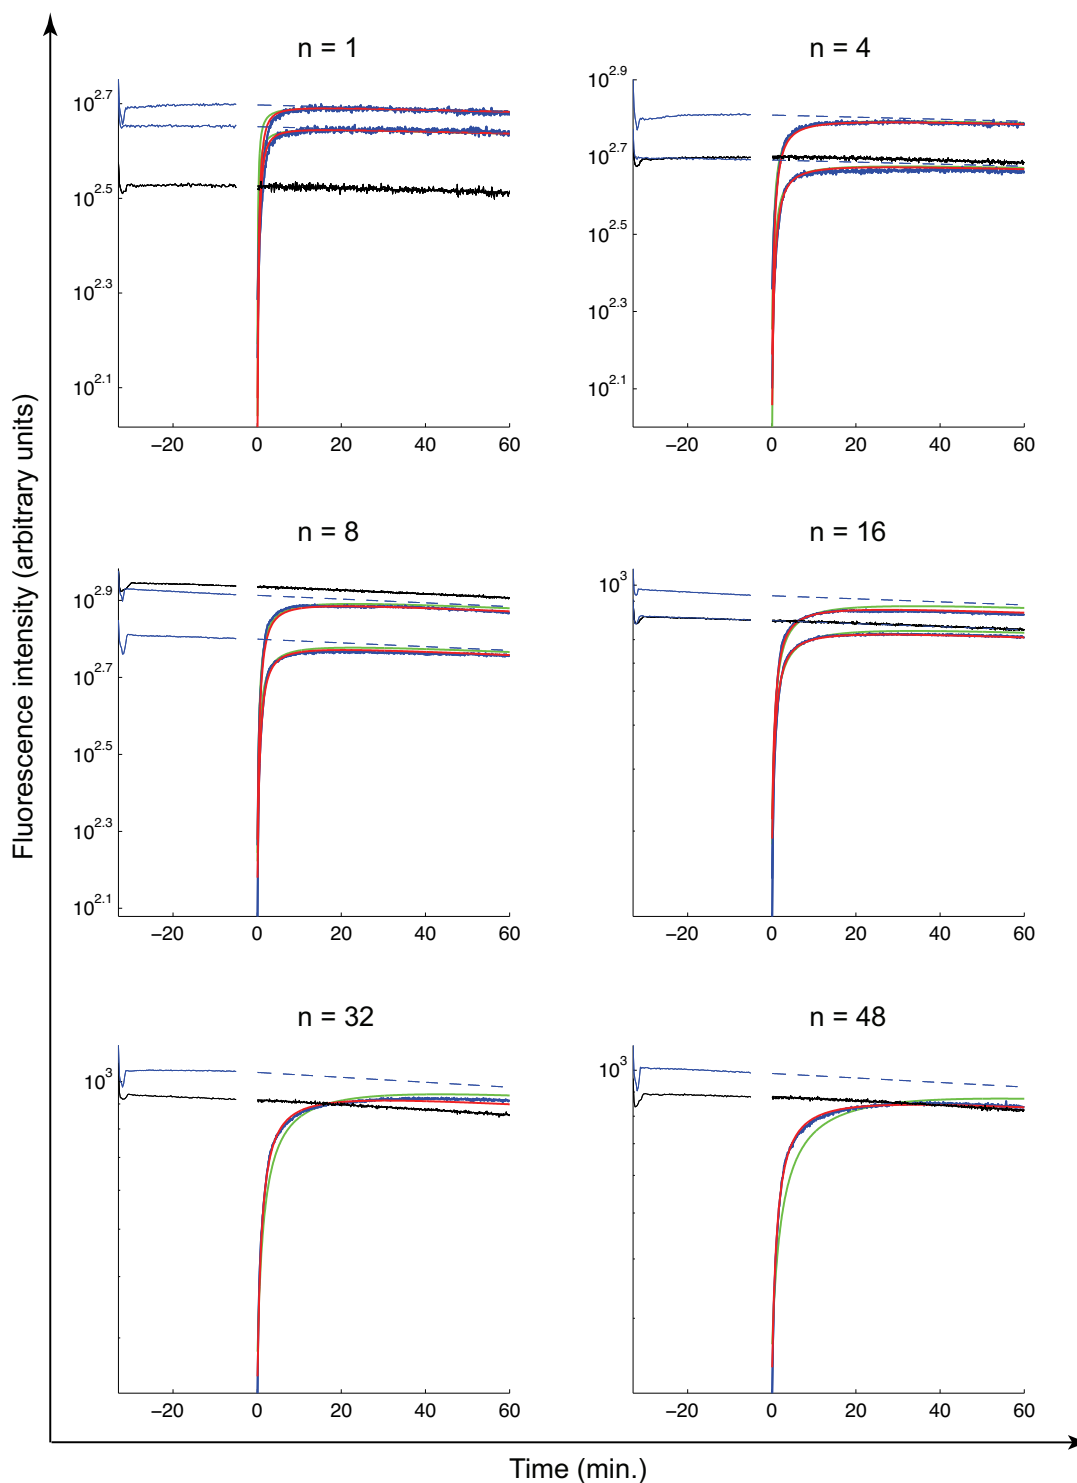 n = 1
n = 4
10^2.7
10^2.5
10^2.3
10^2.1
−20 0 20 40 60
10^2.9
10^2.7
10^2.5
10^2.3
10^2.1
−20 0 20 40 60
n = 8
n = 16
10^2.9
10^2.7
10^2.5
10^2.3
10^2.1
−20 0 20 40 60
10^3
−20 0 20 40 60
n = 32
n = 48
10^3
−20 0 20 40 60
10^3
−20 0 20 40 60
Fluorescence intensity (arbitrary units)
Time (min.)